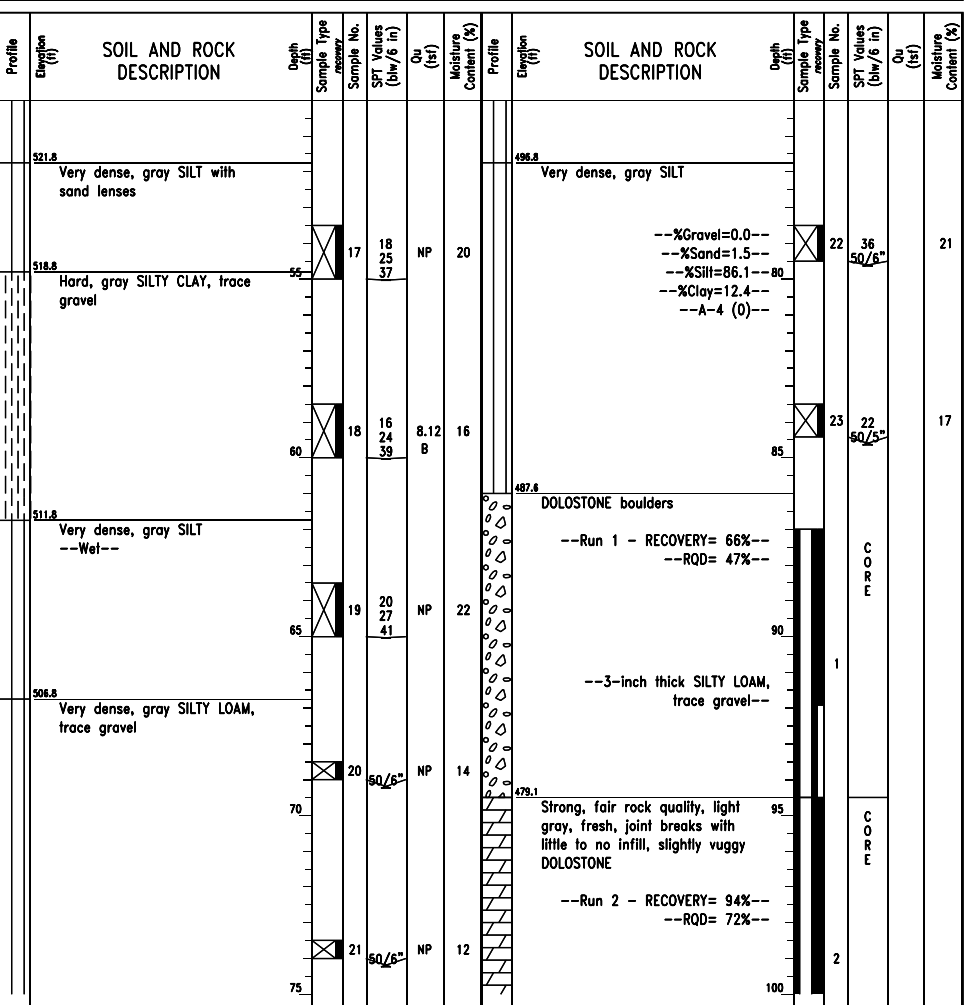 Profile
Elevation (ft)
SOIL AND ROCK
DESCRIPTION
Depth (ft)
Sample Type
recovery
Sample No.
SPT Values
(blw/6 in)
Qu
(tsf)
Moisture
Content (%)
521.8
Very dense, gray SILT with
sand lenses
17
18
25
37
NP
20
518.8
55
Hard, gray SILTY CLAY, trace
gravel
18
16
24
39
8.12
B
16
60
511.8
Very dense, gray SILT
--Wet--
19
20
27
41
NP
22
65
506.8
Very dense, gray SILTY LOAM,
trace gravel
20
50/6"
NP
14
70
21
50/6"
NP
12
75
Profile
Elevation (ft)
SOIL AND ROCK
DESCRIPTION
Depth (ft)
Sample Type
recovery
Sample No.
SPT Values
(blw/6 in)
Qu
(tsf)
Moisture
Content (%)
496.8
Very dense, gray SILT
--%Gravel=0.0--
--%Sand=1.5--
--%Silt=86.1--
--%Clay=12.4--
--A-4 (0)--
22
36
50/6"
21
80
23
22
50/5"
17
85
487.6
DOLOSTONE boulders
--Run 1 - RECOVERY= 66%--
--RQD= 47%--
CORE
90
1
--3-inch thick SILTY LOAM,
trace gravel--
479.1
95
Strong, fair rock quality, light
gray, fresh, joint breaks with
little to no infill, slightly vuggy
DOLOSTONE
CORE
--Run 2 - RECOVERY= 94%--
--RQD= 72%--
2
100